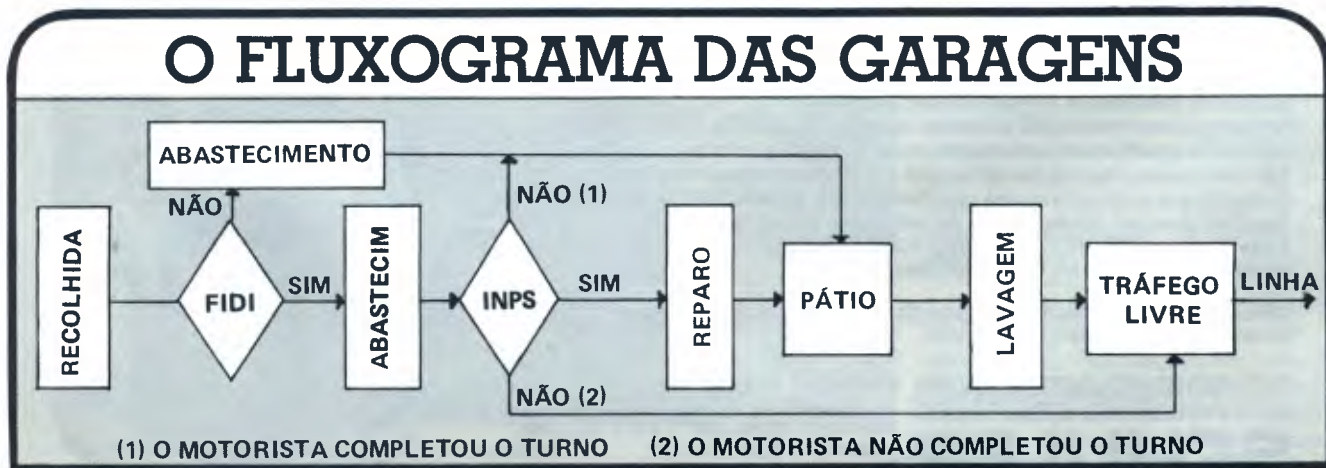 O FLUXOGRAMA DAS GARAGENS
ABASTECIMENTO
NÃO
NÃO (1)
RECOLHIDA
FIDI
SIM
ABASTECIM
INPS
SIM
REPARO
PÁTIO
LAVAGEM
TRÁFEGO
LIVRE
LINHA
NÃO (2)
(1) O MOTORISTA COMPLETOU O TURNO (2) O MOTORISTA NÃO COMPLETOU O TURNO